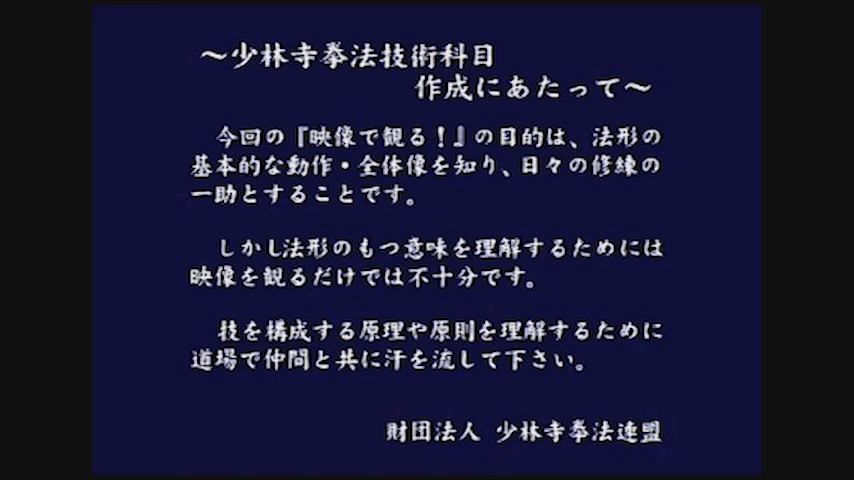 ～少林寺拳法技術科目
作成にあたって～
今回の『映像で観る！』の目的は、法形の
基本的な動作・全体像を知り、日々の修練の
一助とすることです。
しかし法形のもつ意味を理解するためには
映像を観るだけでは不十分です。
技を構成する原理や原則を理解するために
道場で仲間と共に汗を流して下さい。
財団法人 少林寺拳法連盟